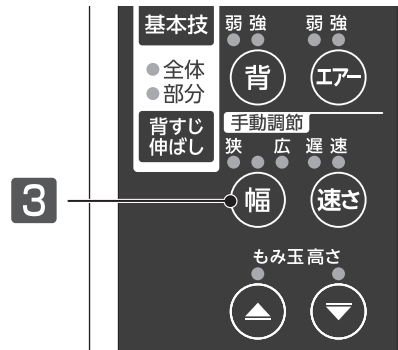 基本技
弱 強
弱 強
全体
部分
背
エアー
背すじ
伸ばし
手動調節
狭 広
遅 速
3
幅
速さ
もみ玉高さ